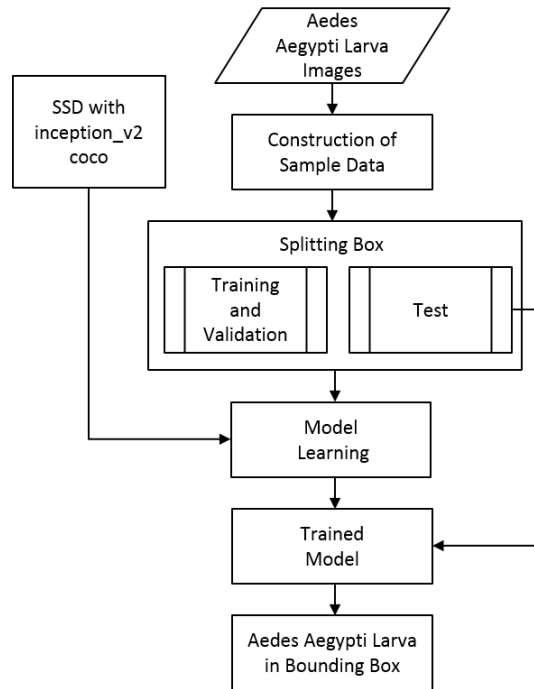 Aedes
Aegypti Larva
Images
SSD with
inception_v2
coco
Construction of
Sample Data
Splitting Box
Training
and
Validation
Test
Model
Learning
Trained
Model
Aedes Aegypti Larva
in Bounding Box